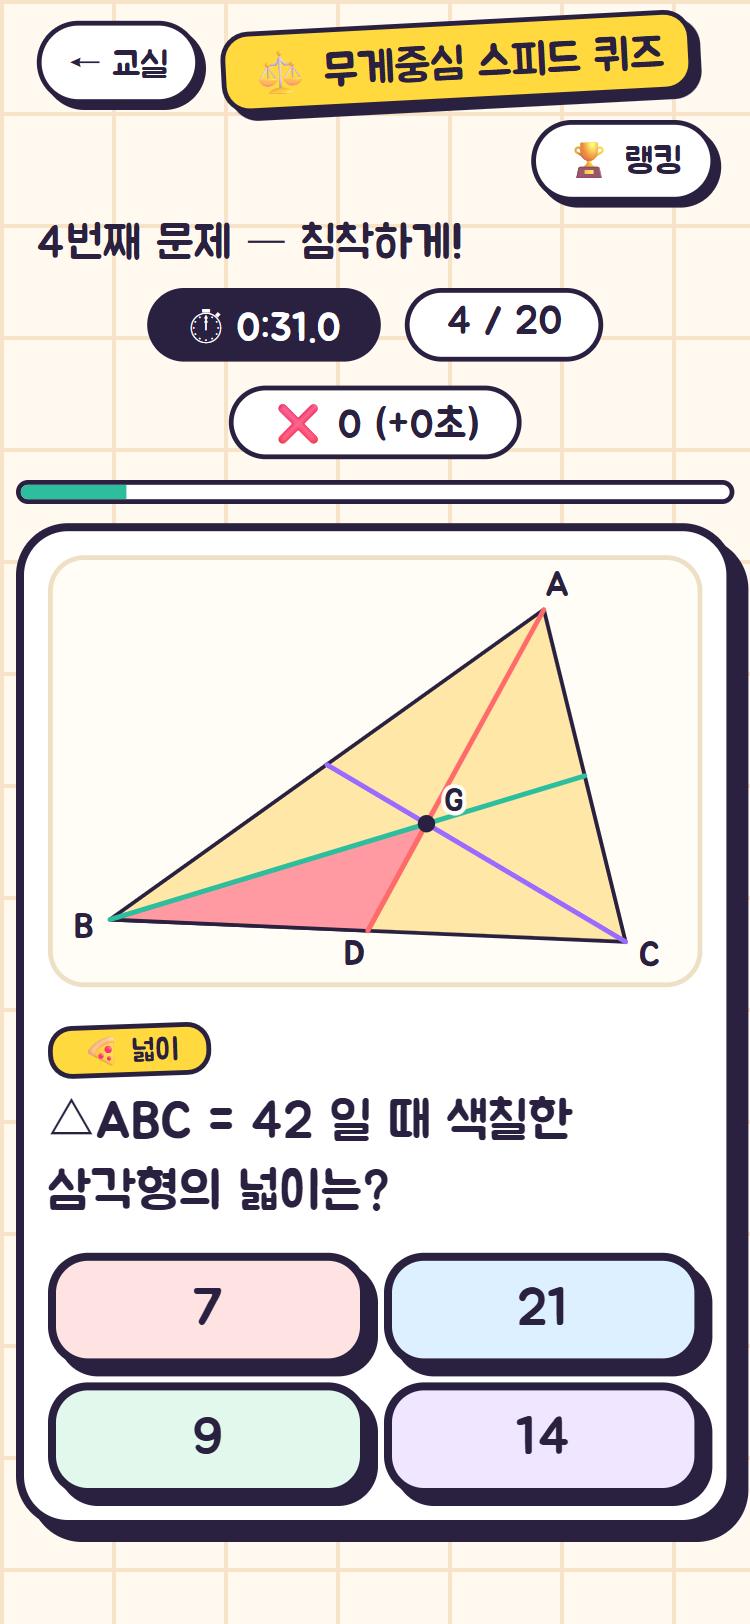 ← 교실
⚖️ 무게중심 스피드 퀴즈
🏆 랭킹
4번째 문제 — 침착하게!
⏱ 0:31.0
4 / 20
❌ 0 (+0초)
A
G
B
D
C
🍕 넓이
△ABC = 42 일 때 색칠한
삼각형의 넓이는?
7
21
9
14